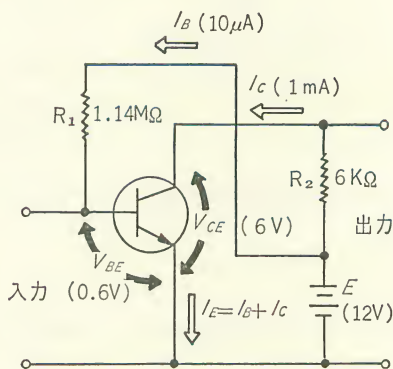 I_B (10μA)
I_C (1mA)
R₁ 1.14MΩ
R₂ 6KΩ
V_CE (6V)
出力
V_BE
入力 (0.6V)
I_E = I_B + I_C
E
(12V)